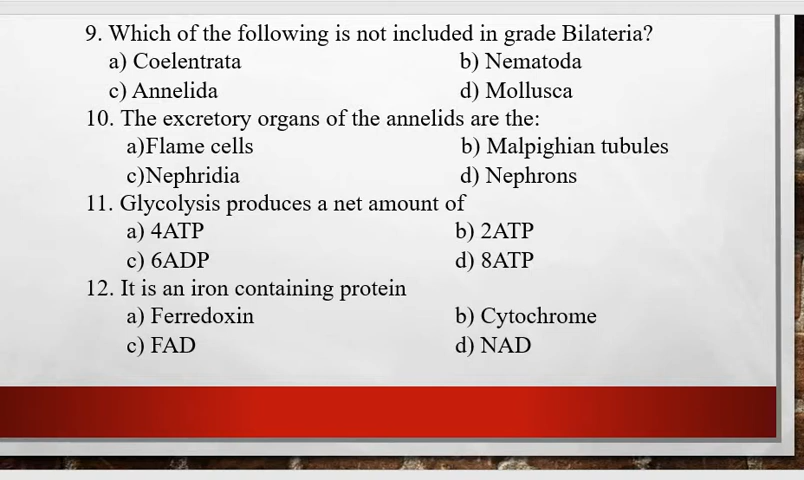 9. Which of the following is not included in grade Bilateria?
a) Coelentrata b) Nematoda
c) Annelida d) Mollusca
10. The excretory organs of the annelids are the:
a)Flame cells b) Malpighian tubules
c)Nephridia d) Nephrons
11. Glycolysis produces a net amount of
a) 4ATP b) 2ATP
c) 6ADP d) 8ATP
12. It is an iron containing protein
a) Ferredoxin b) Cytochrome
c) FAD d) NAD